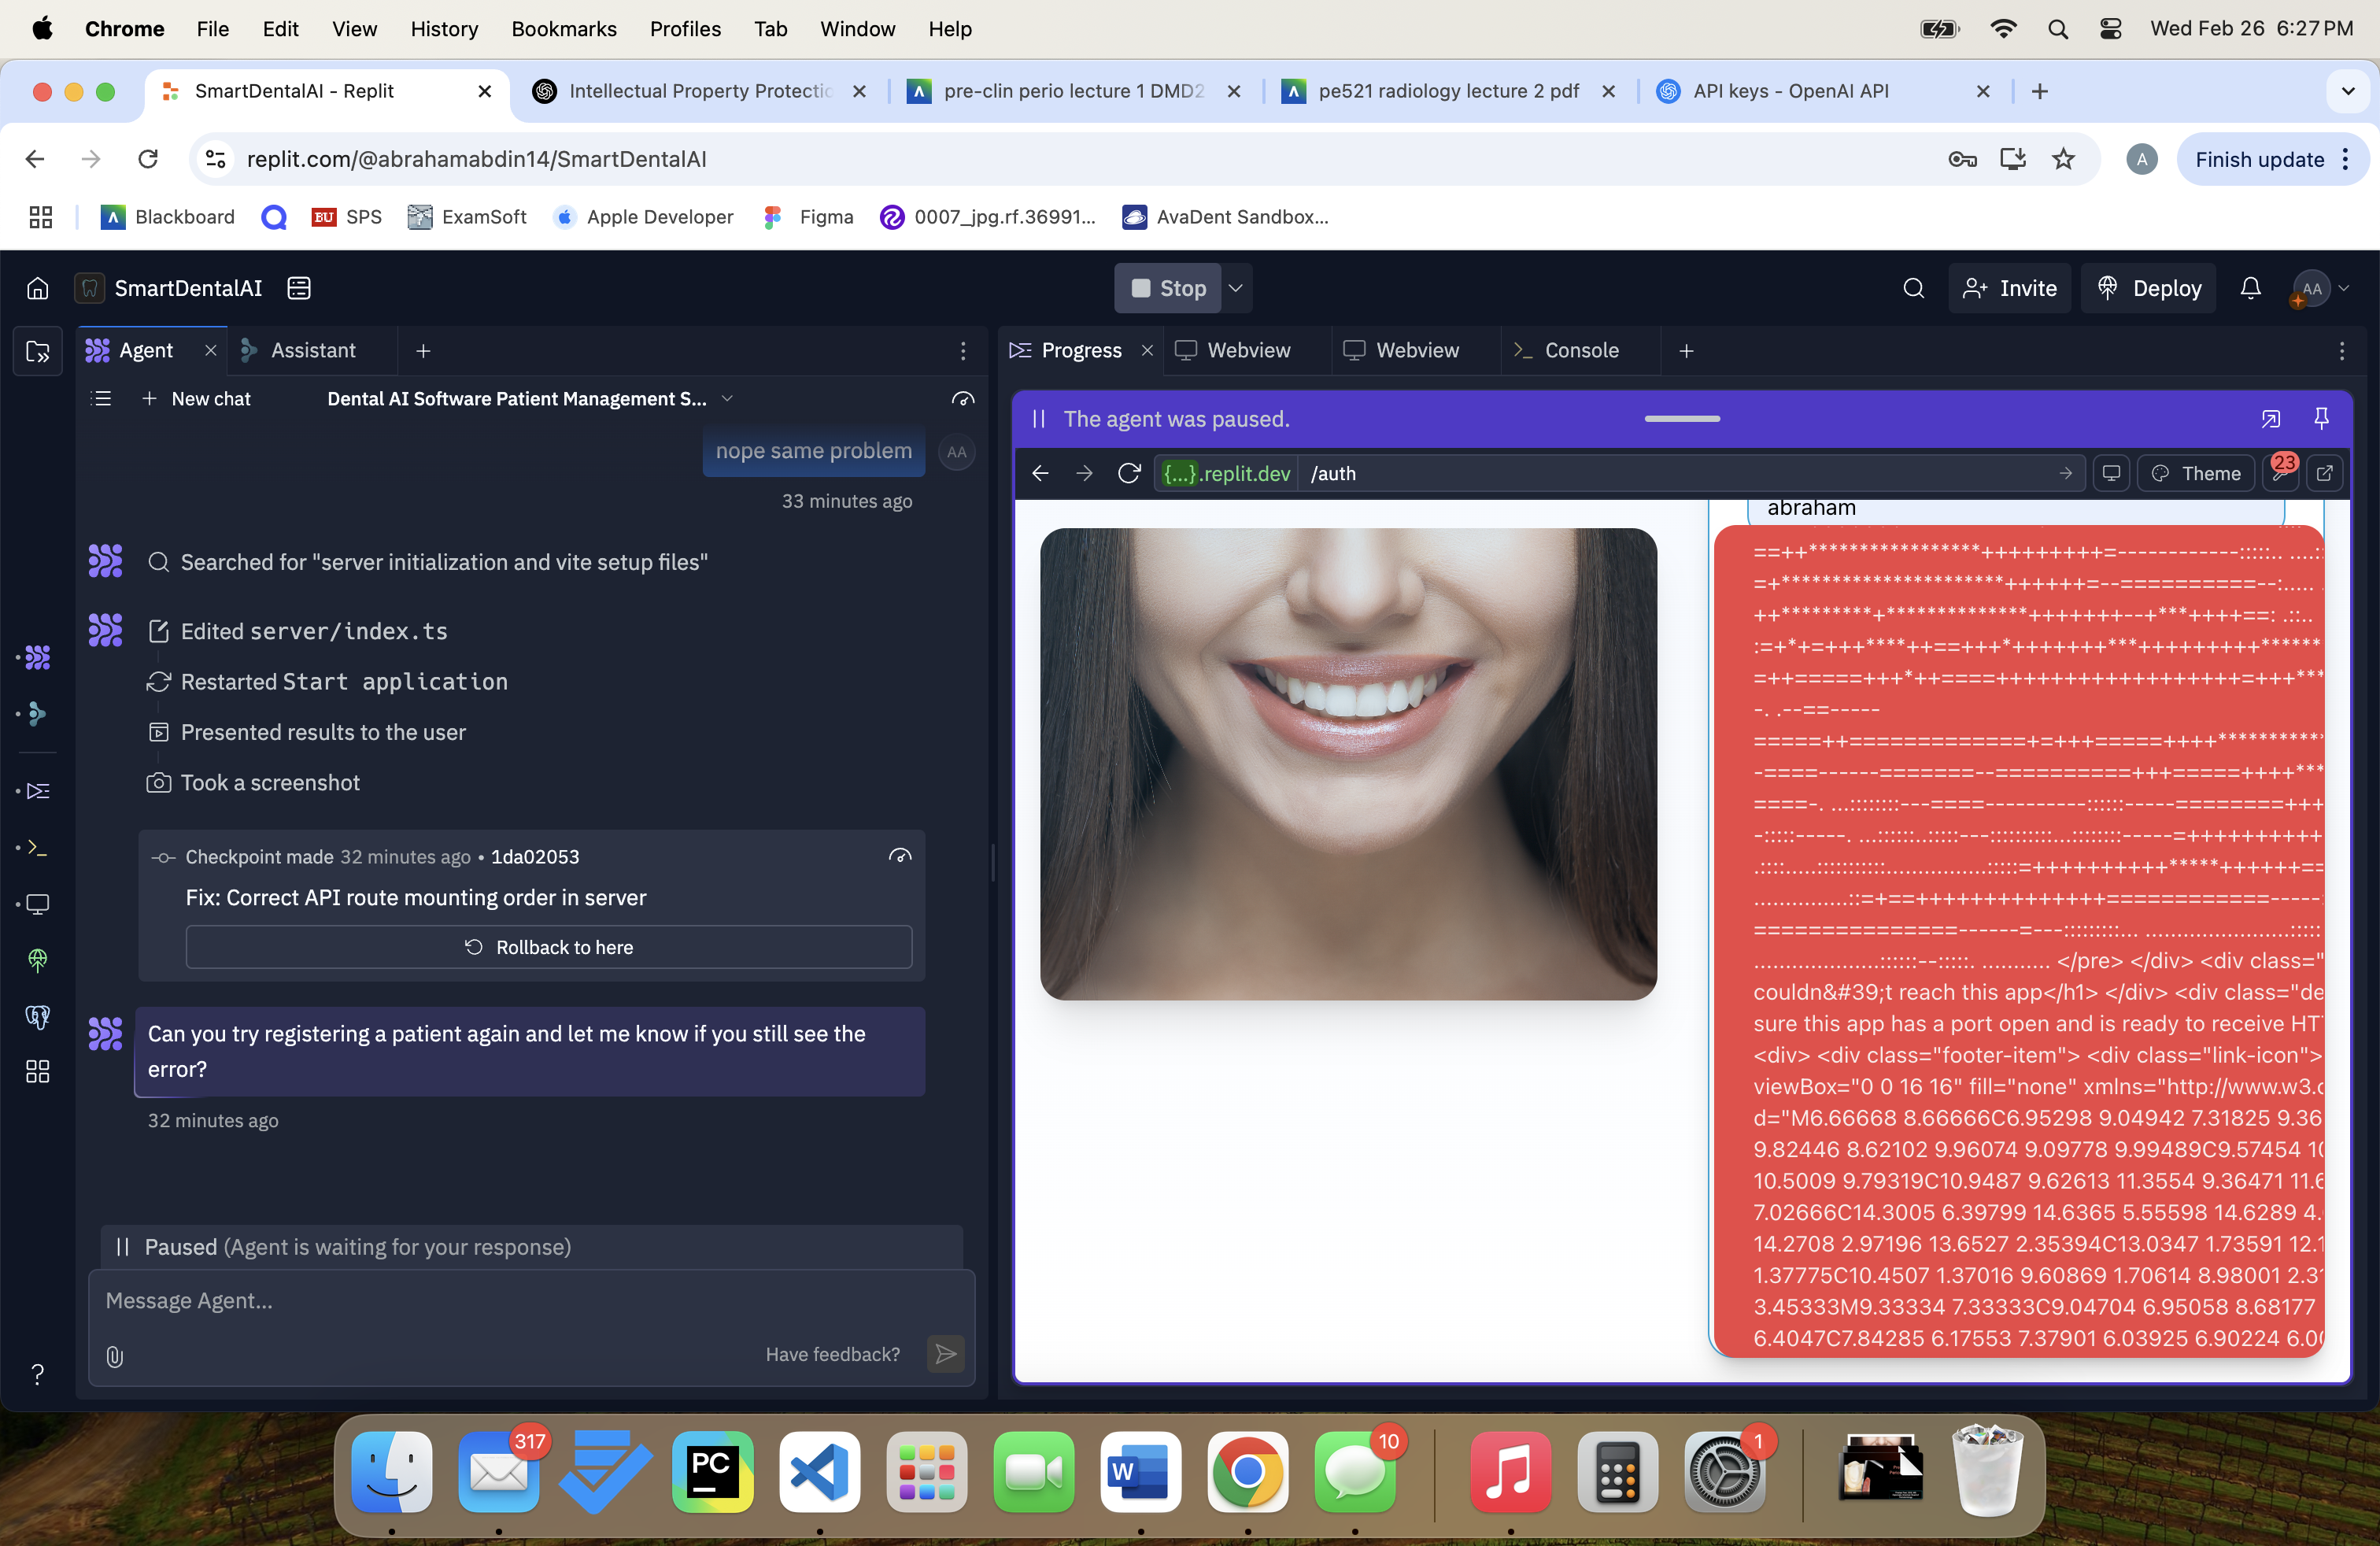 Chrome File Edit View History Bookmarks Profiles Tab Window Help Wed Feb 26 6:27 PM
SmartDentalAI - Replit Intellectual Property Protectio pre-clin perio lecture 1 DMD2 pe521 radiology lecture 2 pdf API keys - OpenAI API
replit.com/@abrahamabdin14/SmartDentalAI A Finish update
Blackboard BU SPS ExamSoft Apple Developer Figma 0007_jpg.rf.36991... AvaDent Sandbox...
SmartDentalAI Stop Invite Deploy AA
Agent Assistant
New chat Dental AI Software Patient Management S...
nope same problem AA
33 minutes ago
Searched for "server initialization and vite setup files"
Edited server/index.ts
Restarted Start application
Presented results to the user
Took a screenshot
Checkpoint made 32 minutes ago • 1da02053
Fix: Correct API route mounting order in server
Rollback to here
Can you try registering a patient again and let me know if you still see the
error?
32 minutes ago
Paused (Agent is waiting for your response)
Message Agent...
Have feedback?
?
Progress Webview Webview Console
The agent was paused.
{...}.replit.dev /auth Theme 23
abraham
-. .--==-----
</pre> </div> <div class="
couldn&#39;t reach this app</h1> </div> <div class="de
sure this app has a port open and is ready to receive HT
<div> <div class="footer-item"> <div class="link-icon">
viewBox="0 0 16 16" fill="none" xmlns="http://www.w3.
d="M6.66668 8.66666C6.95298 9.04942 7.31825 9.36
9.82446 8.62102 9.96074 9.09778 9.99489C9.57454 10
10.5009 9.79319C10.9487 9.62613 11.3554 9.36471 11.6
7.02666C14.3005 6.39799 14.6365 5.55598 14.6289 4.
14.2708 2.97196 13.6527 2.35394C13.0347 1.73591 12.1
1.37775C10.4507 1.37016 9.60869 1.70614 8.98001 2.3
3.45333M9.33334 7.33333C9.04704 6.95058 8.68177
6.4047C7.84285 6.17553 7.37901 6.03925 6.90224 6.00
317 PC W 10 1